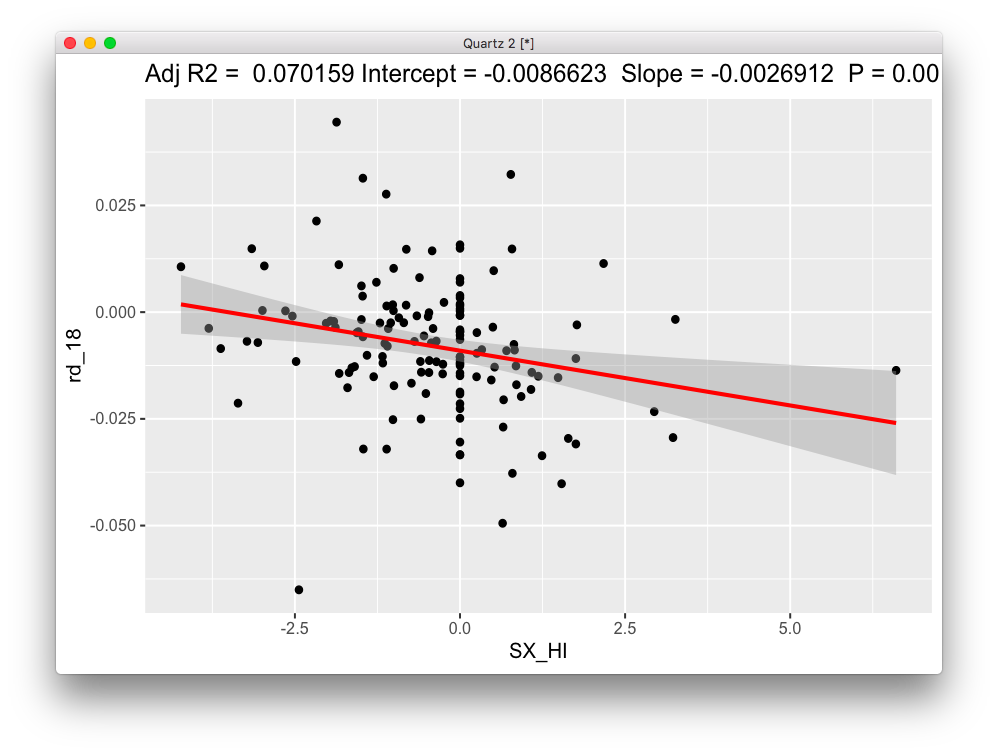 Quartz 2 [*]
Adj R2 =  0.070159 Intercept = -0.0086623  Slope = -0.0026912  P = 0.00
0.025
0.000
-0.025
-0.050
rd_18
-2.5
0.0
2.5
5.0
SX_HI